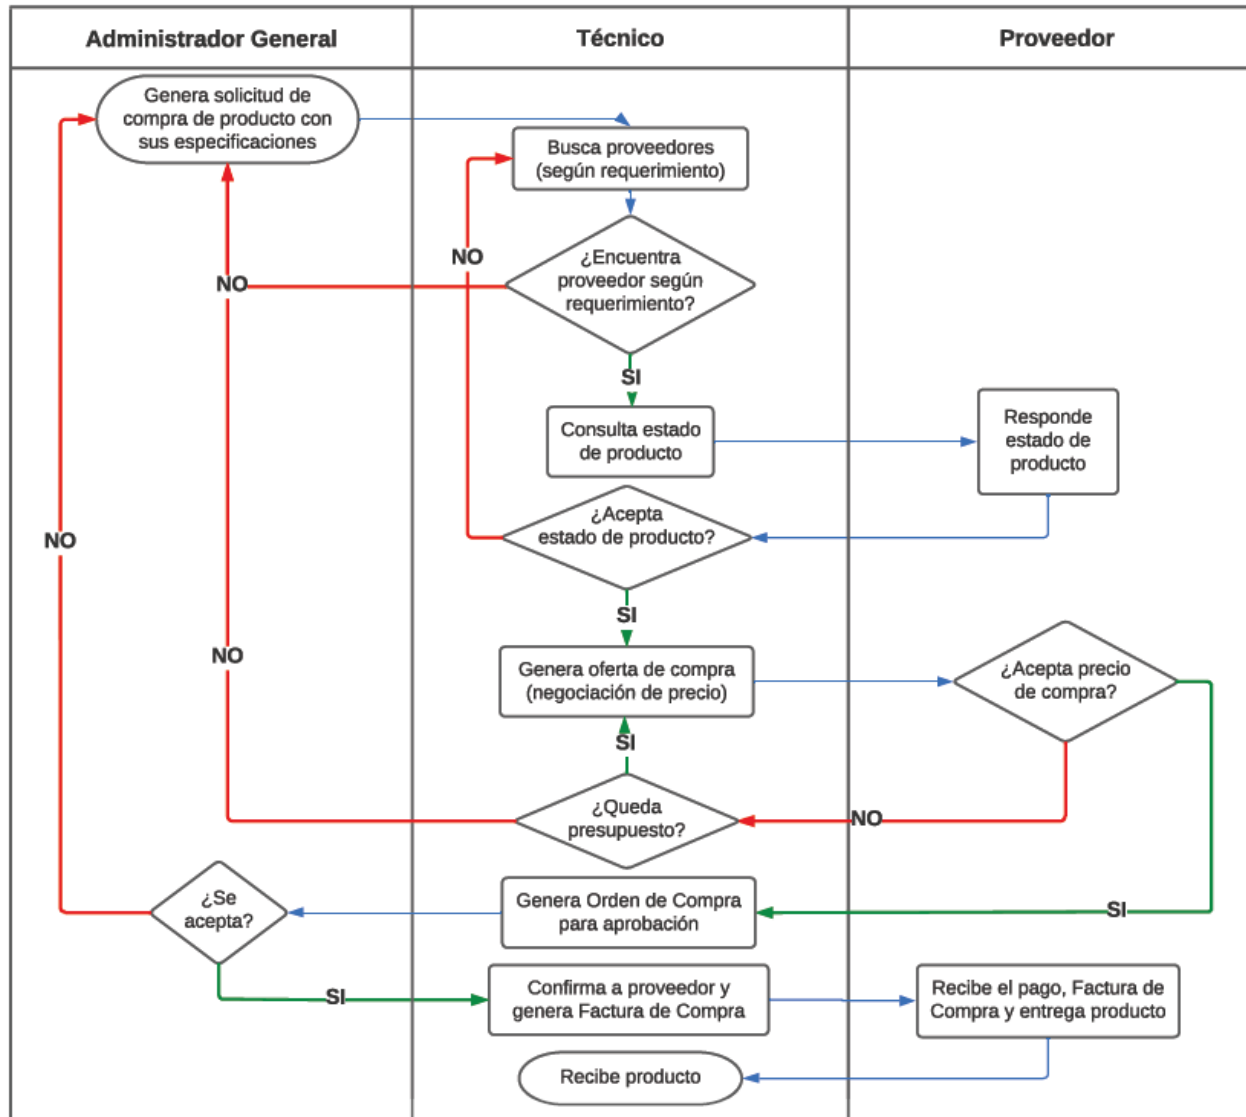 Administrador General
Técnico
Proveedor
Genera solicitud de
compra de producto con
sus especificaciones
Busca proveedores
(según requerimiento)
NO
¿Encuentra
proveedor según
requerimiento?
NO
SI
Consulta estado
de producto
Responde
estado de
producto
NO
¿Acepta
estado de producto?
SI
NO
Genera oferta de compra
(negociación de precio)
¿Acepta precio
de compra?
SI
¿Queda
presupuesto?
NO
¿Se
acepta?
Genera Orden de Compra
para aprobación
SI
SI
Confirma a proveedor y
genera Factura de Compra
Recibe el pago, Factura de
Compra y entrega producto
Recibe producto